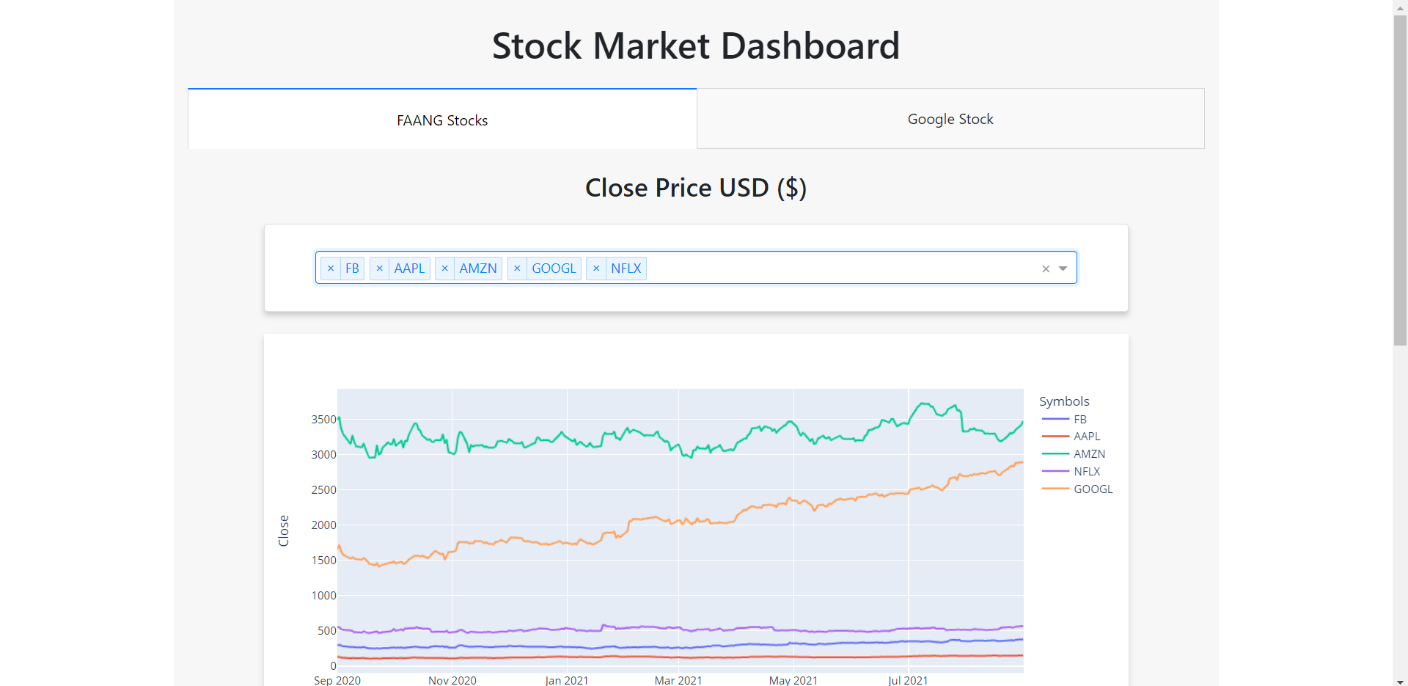 Stock Market Dashboard
FAANG Stocks
Google Stock
Close Price USD ($)
× FB × AAPL × AMZN × GOOGL × NFLX
Symbols
FB
AAPL
AMZN
NFLX
GOOGL
Close
3500
3000
2500
2000
1500
1000
500
0
Sep 2020 Nov 2020 Jan 2021 Mar 2021 May 2021 Jul 2021